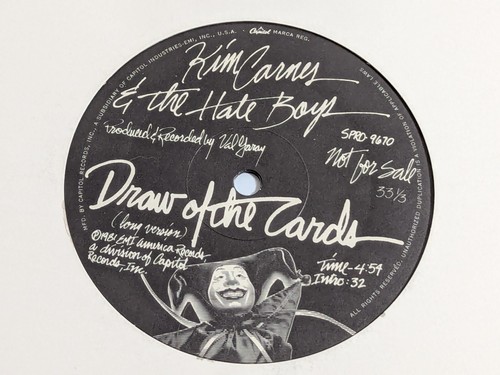 MFD. BY CAPITOL RECORDS, INC., A SUBSIDIARY OF CAPITOL INDUSTRIES-EMI, INC., U.S.A. · Capitol MARCA REG.
ALL RIGHTS RESERVED. UNAUTHORIZED DUPLICATION IS A VIOLATION OF APPLICABLE LAWS
Kim Carnes
& the Hate Boys
Produced & Recorded by Val Garay
SPRO-9670
Not for Sale
33 1/3
Draw of the Cards
(long version)
℗1981 EMI America Records
a division of Capitol
Records, Inc.
Time-4:54
Intro:32